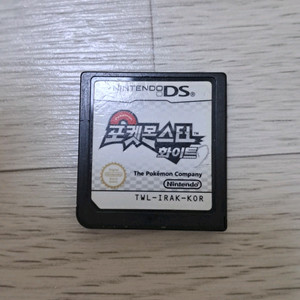 NINTENDO DS
포켓몬스터
화이트
The Pokémon Company
Nintendo
TWL-IRAK-KOR